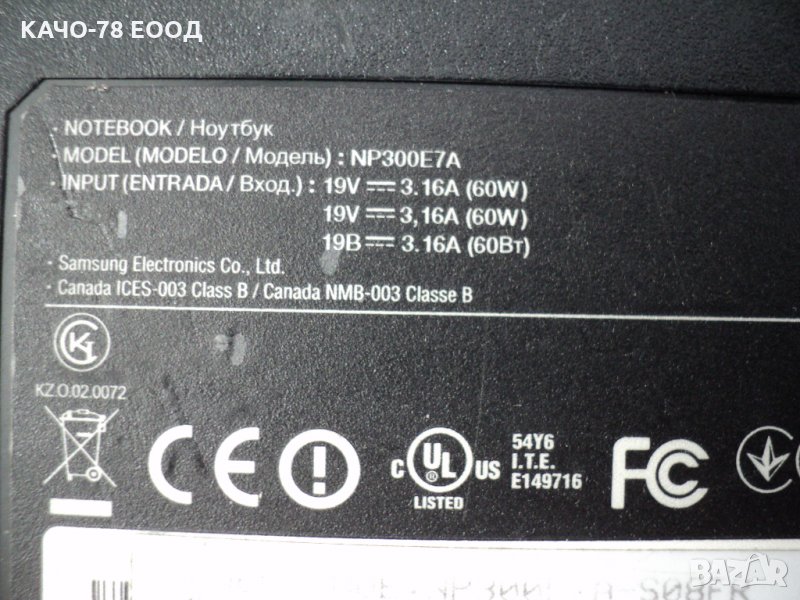 КАЧО-78 ЕООД
· NOTEBOOK / Ноутбук
· MODEL (MODELO / Модель) : NP300E7A
· INPUT (ENTRADA / Вход.) : 19V ⎓ 3.16A (60W)
19V ⎓ 3,16A (60W)
19В ⎓ 3.16A (60Вт)
· Samsung Electronics Co., Ltd.
· Canada ICES-003 Class B / Canada NMB-003 Classe B
KZ.O.02.0072
CE
C UL US
®
LISTED
54Y6
I.T.E.
E149716
FC
BAZAR